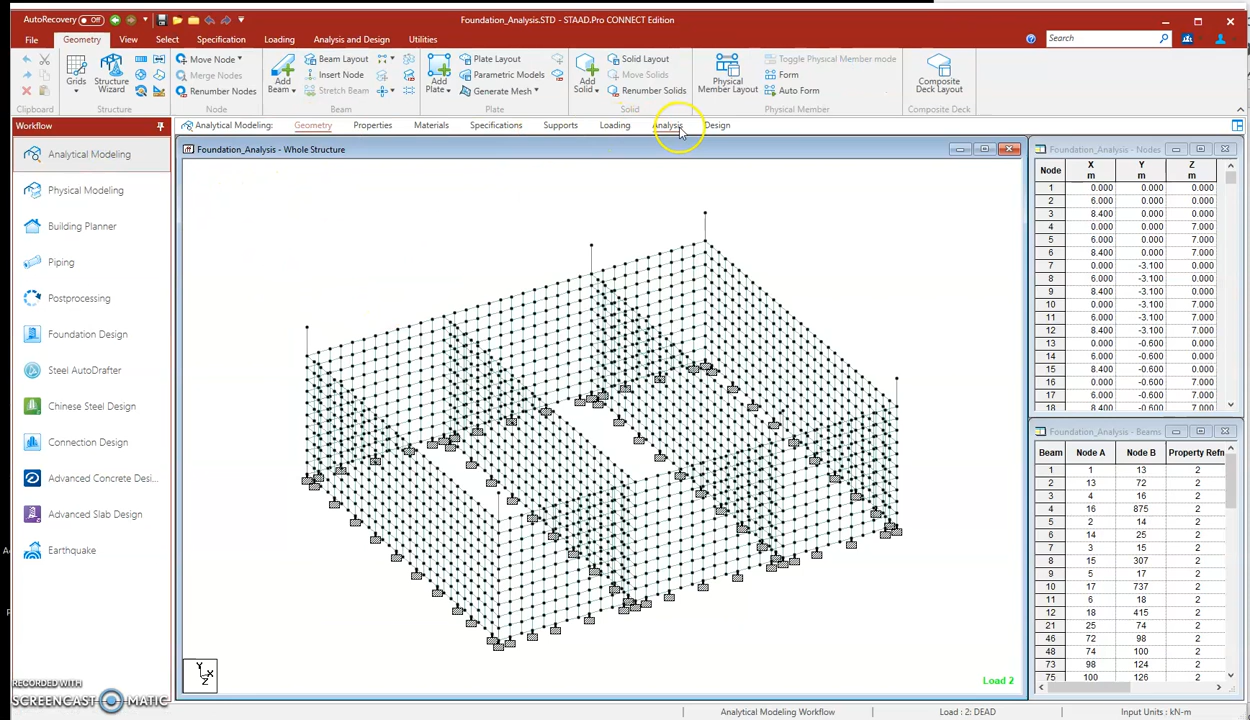 AutoRecovery Off
Foundation_Analysis.STD - STAAD.Pro CONNECT Edition
File Geometry View Select Specification Loading Analysis and Design Utilities
Search
Move Node
Merge Nodes
Renumber Nodes
Grids
Structure Wizard
Add Beam
Beam Layout
Insert Node
Stretch Beam
Add Plate
Plate Layout
Parametric Models
Generate Mesh
Add Solid
Solid Layout
Move Solids
Renumber Solids
Physical Member Layout
Toggle Physical Member mode
Form
Auto Form
Composite Deck Layout
Clipboard Structure Node Beam Plate Solid Physical Member Composite Deck
Workflow
Analytical Modeling: Geometry Properties Materials Specifications Supports Loading Analysis Design
Analytical Modeling
Physical Modeling
Building Planner
Piping
Postprocessing
Foundation Design
Steel AutoDrafter
Chinese Steel Design
Connection Design
Advanced Concrete Desi...
Advanced Slab Design
Earthquake
Foundation_Analysis - Whole Structure
Y
X
Z
Load 2
Foundation_Analysis - Nodes
Node X m Y m Z m
1 0.000 0.000 0.000
2 6.000 0.000 0.000
3 8.400 0.000 0.000
4 0.000 0.000 7.000
5 6.000 0.000 7.000
6 8.400 0.000 7.000
7 0.000 -3.100 0.000
8 6.000 -3.100 0.000
9 8.400 -3.100 0.000
10 0.000 -3.100 7.000
11 6.000 -3.100 7.000
12 8.400 -3.100 7.000
13 0.000 -0.600 0.000
14 6.000 -0.600 0.000
15 8.400 -0.600 0.000
16 0.000 -0.600 7.000
17 6.000 -0.600 7.000
18 8.400 -0.600 7.000
Foundation_Analysis - Beams
Beam Node A Node B Property Refn
1 1 13 2
2 13 72 2
3 4 16 2
4 16 875 2
5 2 14 2
6 14 25 2
7 3 15 2
8 15 307 2
9 5 17 2
10 17 737 2
11 6 18 2
12 18 415 2
21 25 74 2
46 72 98 2
48 74 100 2
73 98 124 2
75 100 126 2
RECORDED WITH
SCREENCAST MATIC
Analytical Modeling Workflow
Load : 2: DEAD
Input Units : kN-m